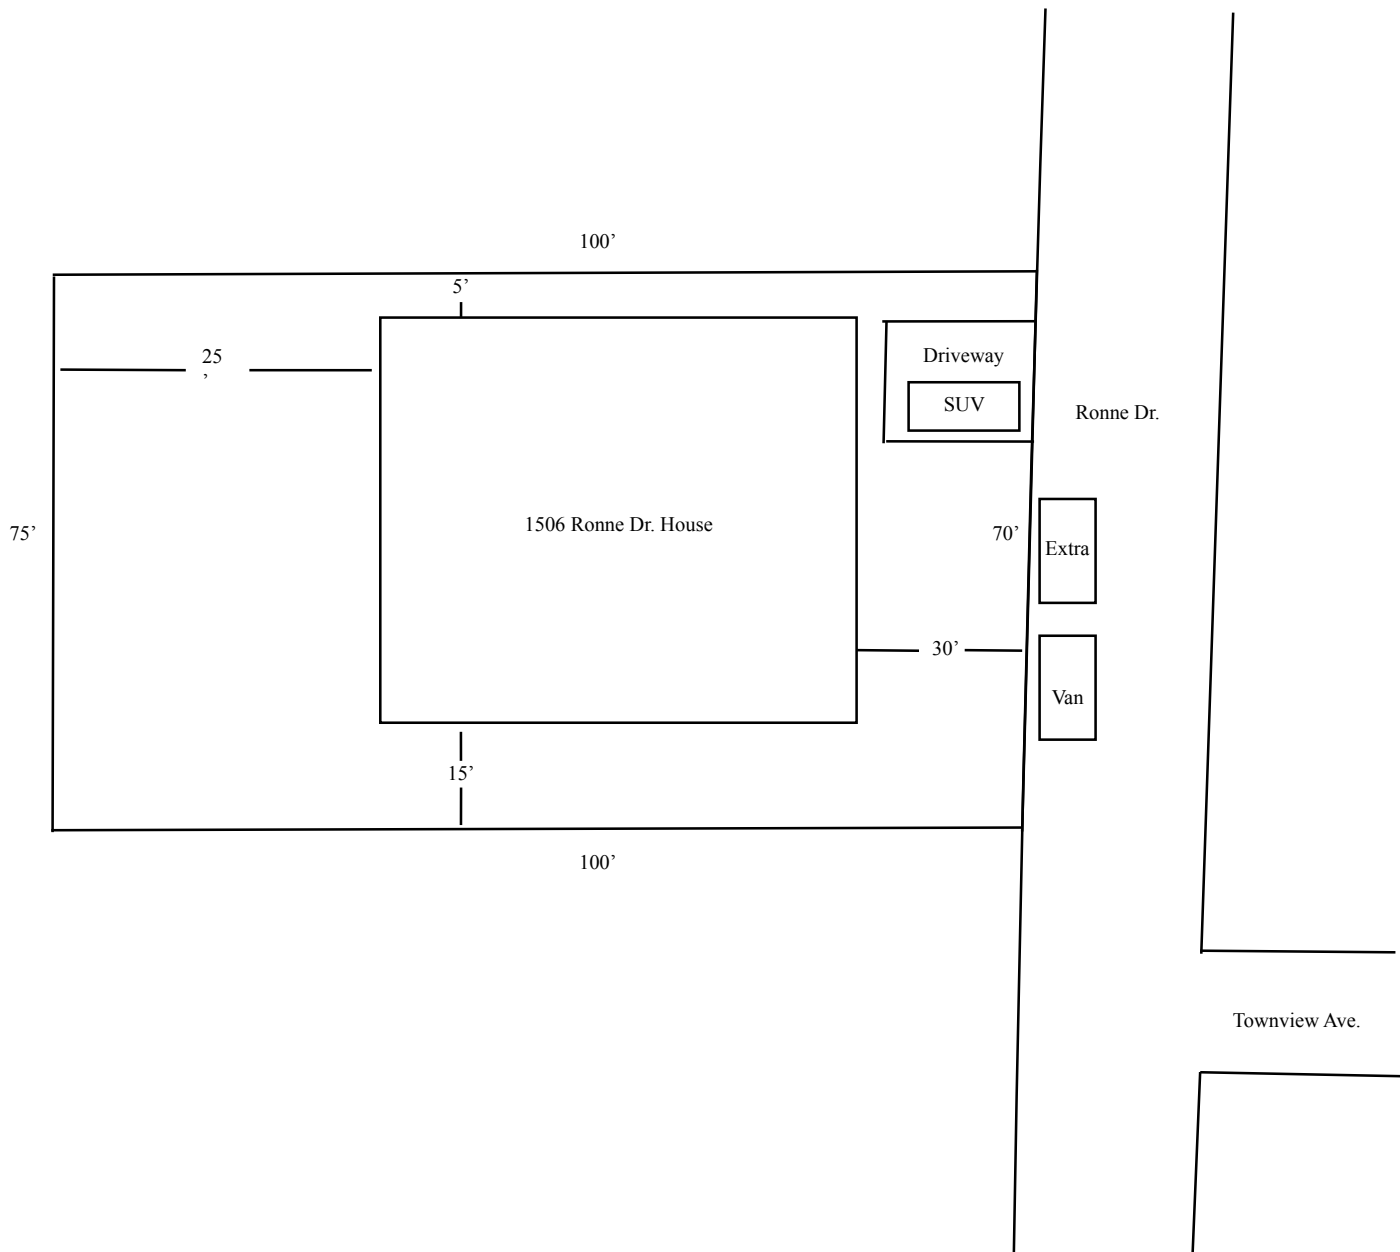 100’
5’
25
’
Driveway
SUV
Ronne Dr.
1506 Ronne Dr. House
75’
70’
Extra
30’
Van
15’
100’
Townview Ave.